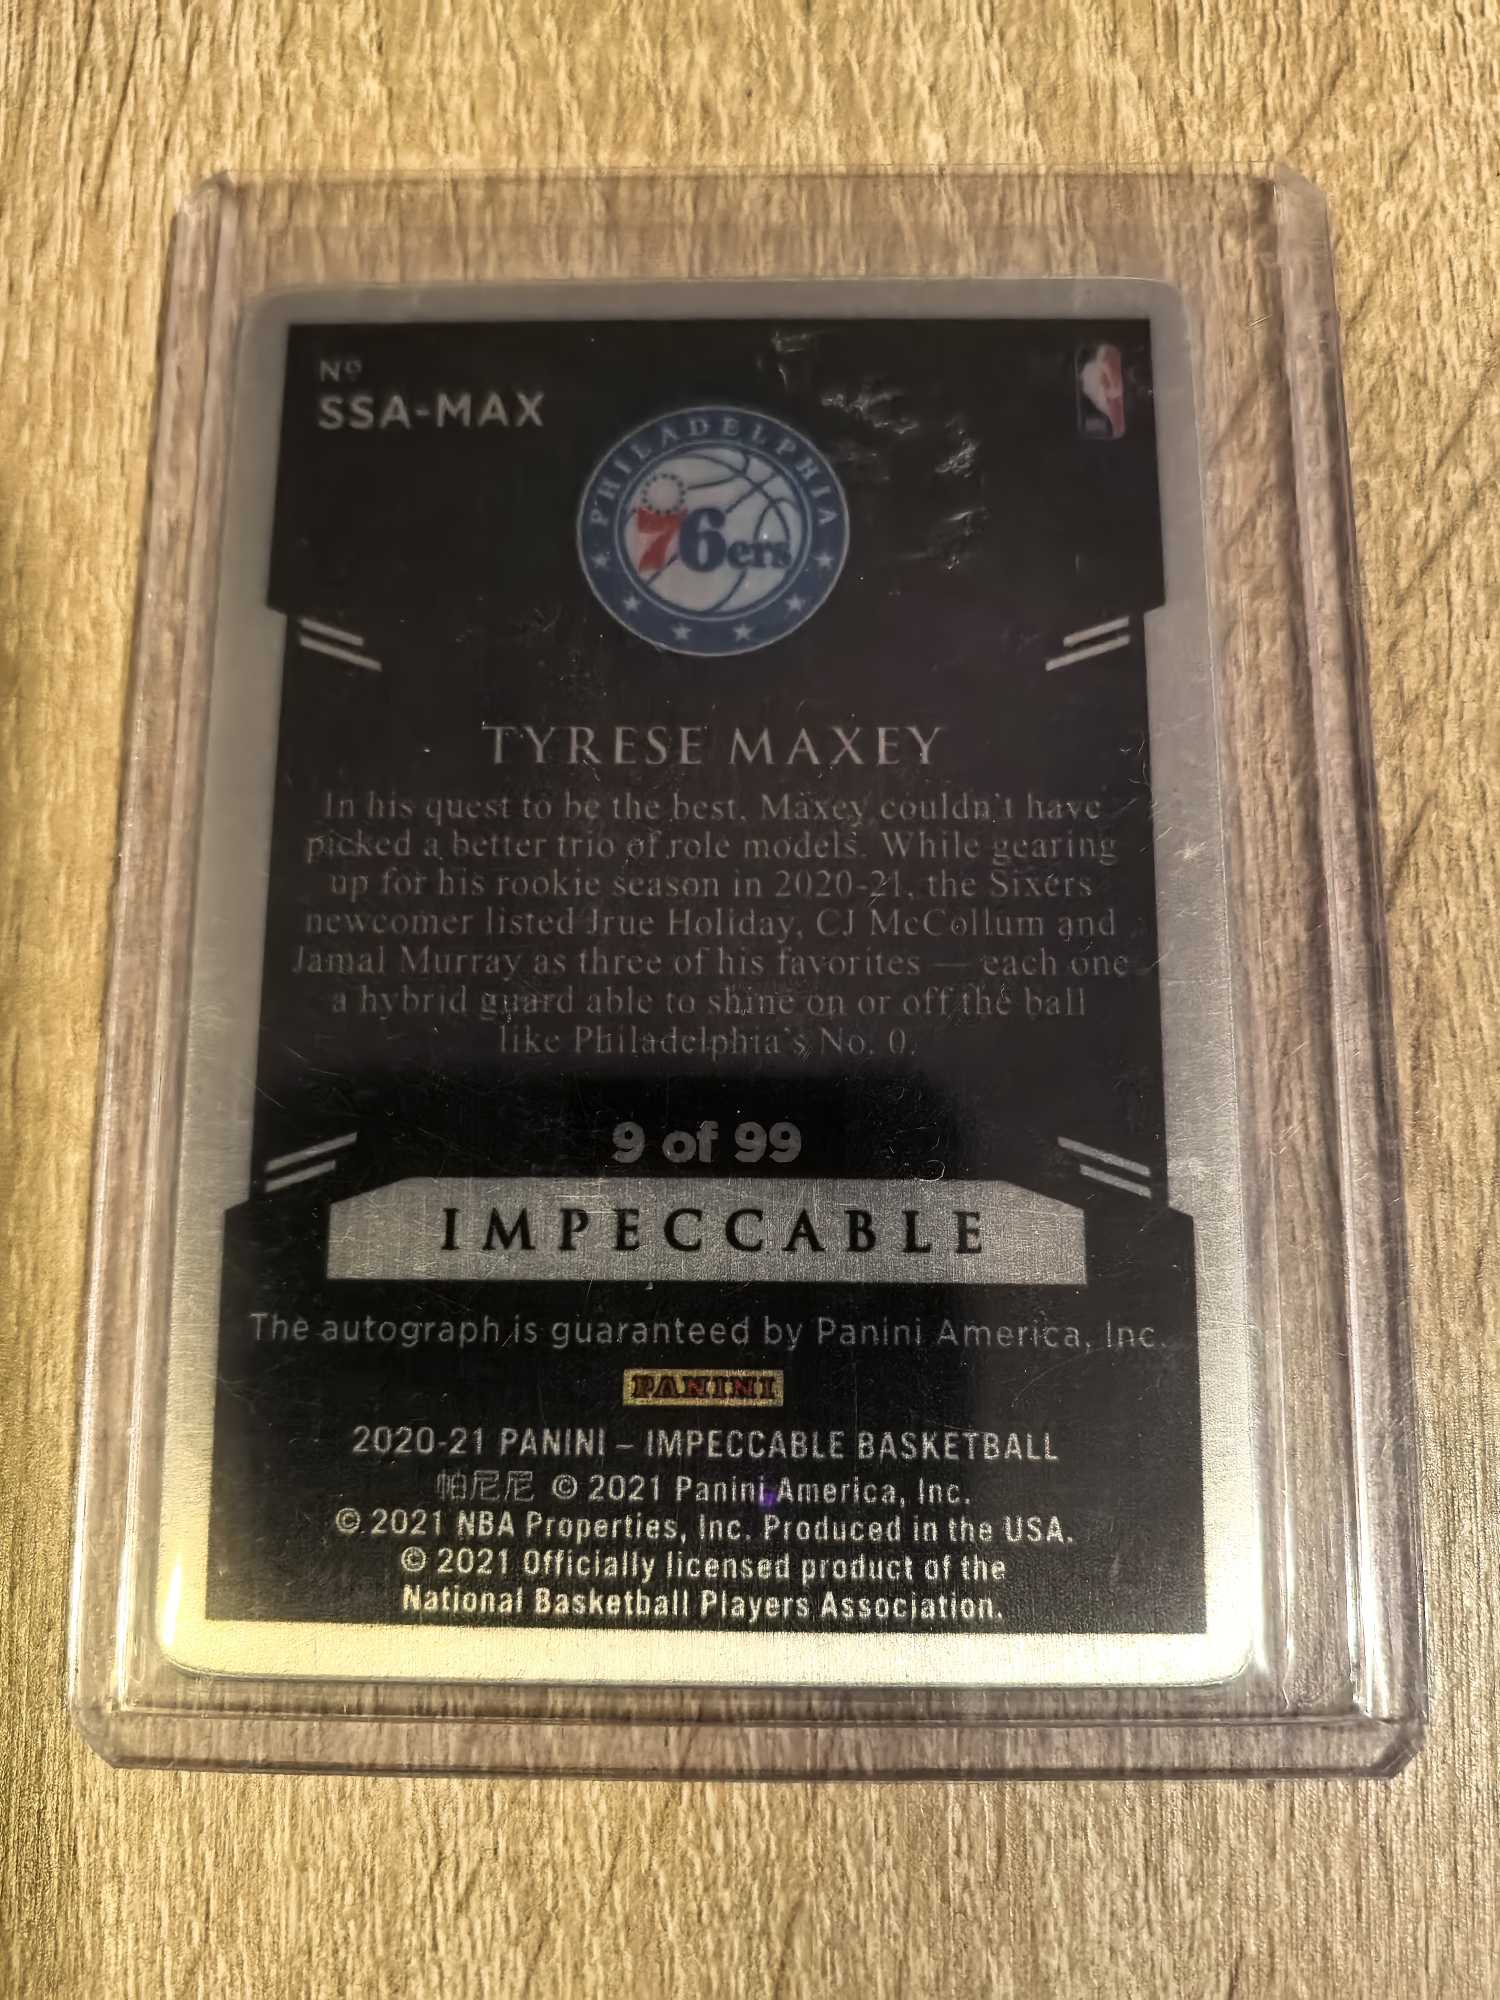 Nº
SSA-MAX
PHILADELPHIA
76ers
TYRESE MAXEY
In his quest to be the best, Maxey couldn't have
picked a better trio of role models. While gearing
up for his rookie season in 2020-21, the Sixers
newcomer listed Jrue Holiday, CJ McCollum and
Jamal Murray as three of his favorites — each one
a hybrid guard able to shine on or off the ball
like Philadelphia's No. 0.
9 of 99
IMPECCABLE
The autograph is guaranteed by Panini America, Inc.
PANINI
2020-21 PANINI – IMPECCABLE BASKETBALL
帕尼尼 © 2021 Panini America, Inc.
© 2021 NBA Properties, Inc. Produced in the USA.
© 2021 Officially licensed product of the
National Basketball Players Association.